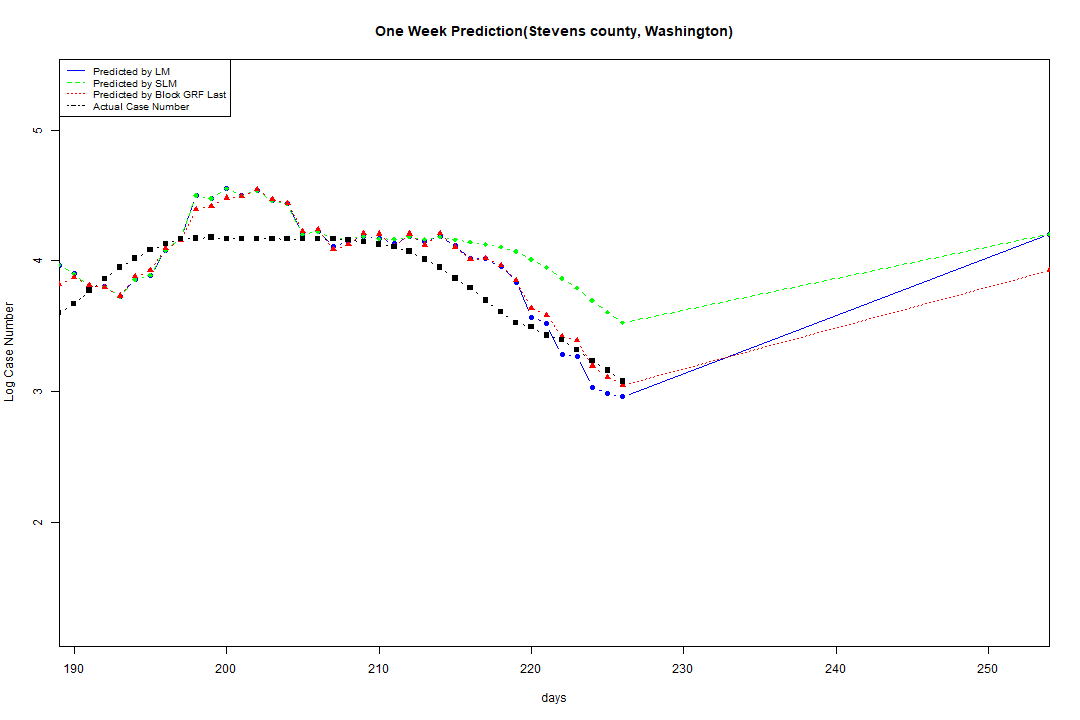 One Week Prediction(Stevens county, Washington)
Predicted by LM
Predicted by SLM
Predicted by Block GRF Last
Actual Case Number
5
4
3
2
Log Case Number
190 200 210 220 230 240 250
days